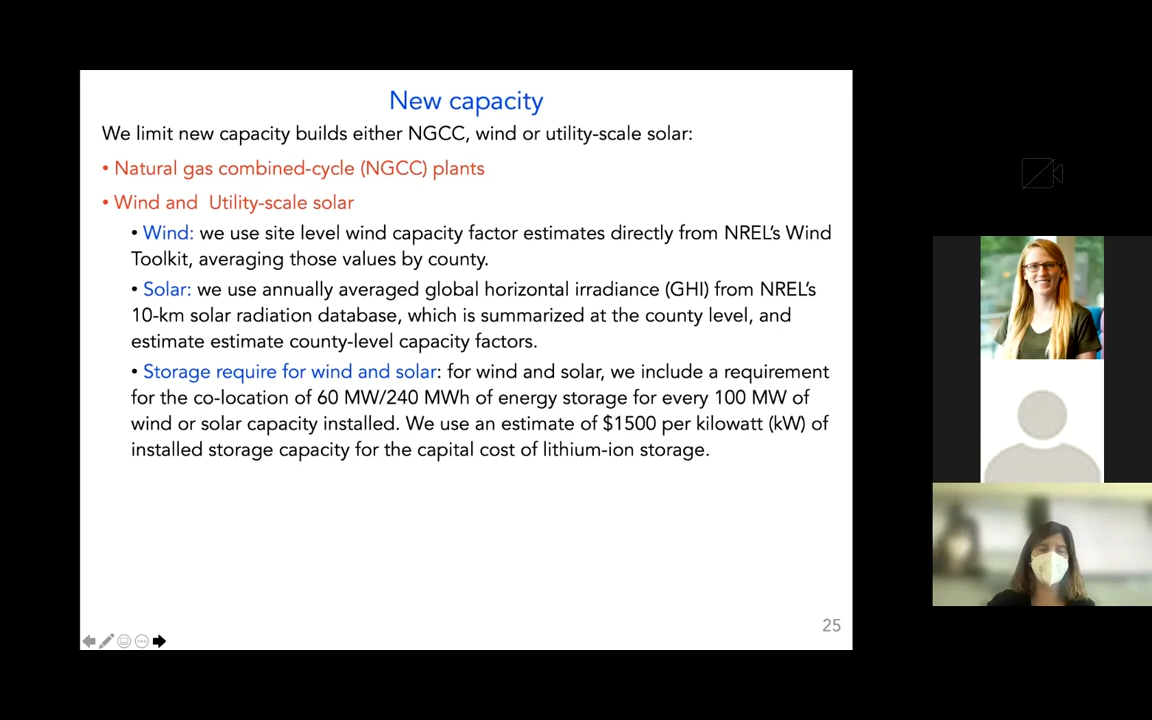 New capacity
We limit new capacity builds either NGCC, wind or utility-scale solar:
• Natural gas combined-cycle (NGCC) plants
• Wind and  Utility-scale solar
• Wind: we use site level wind capacity factor estimates directly from NREL's Wind
Toolkit, averaging those values by county.
• Solar: we use annually averaged global horizontal irradiance (GHI) from NREL's
10-km solar radiation database, which is summarized at the county level, and
estimate estimate county-level capacity factors.
• Storage require for wind and solar: for wind and solar, we include a requirement
for the co-location of 60 MW/240 MWh of energy storage for every 100 MW of
wind or solar capacity installed. We use an estimate of $1500 per kilowatt (kW) of
installed storage capacity for the capital cost of lithium-ion storage.
25